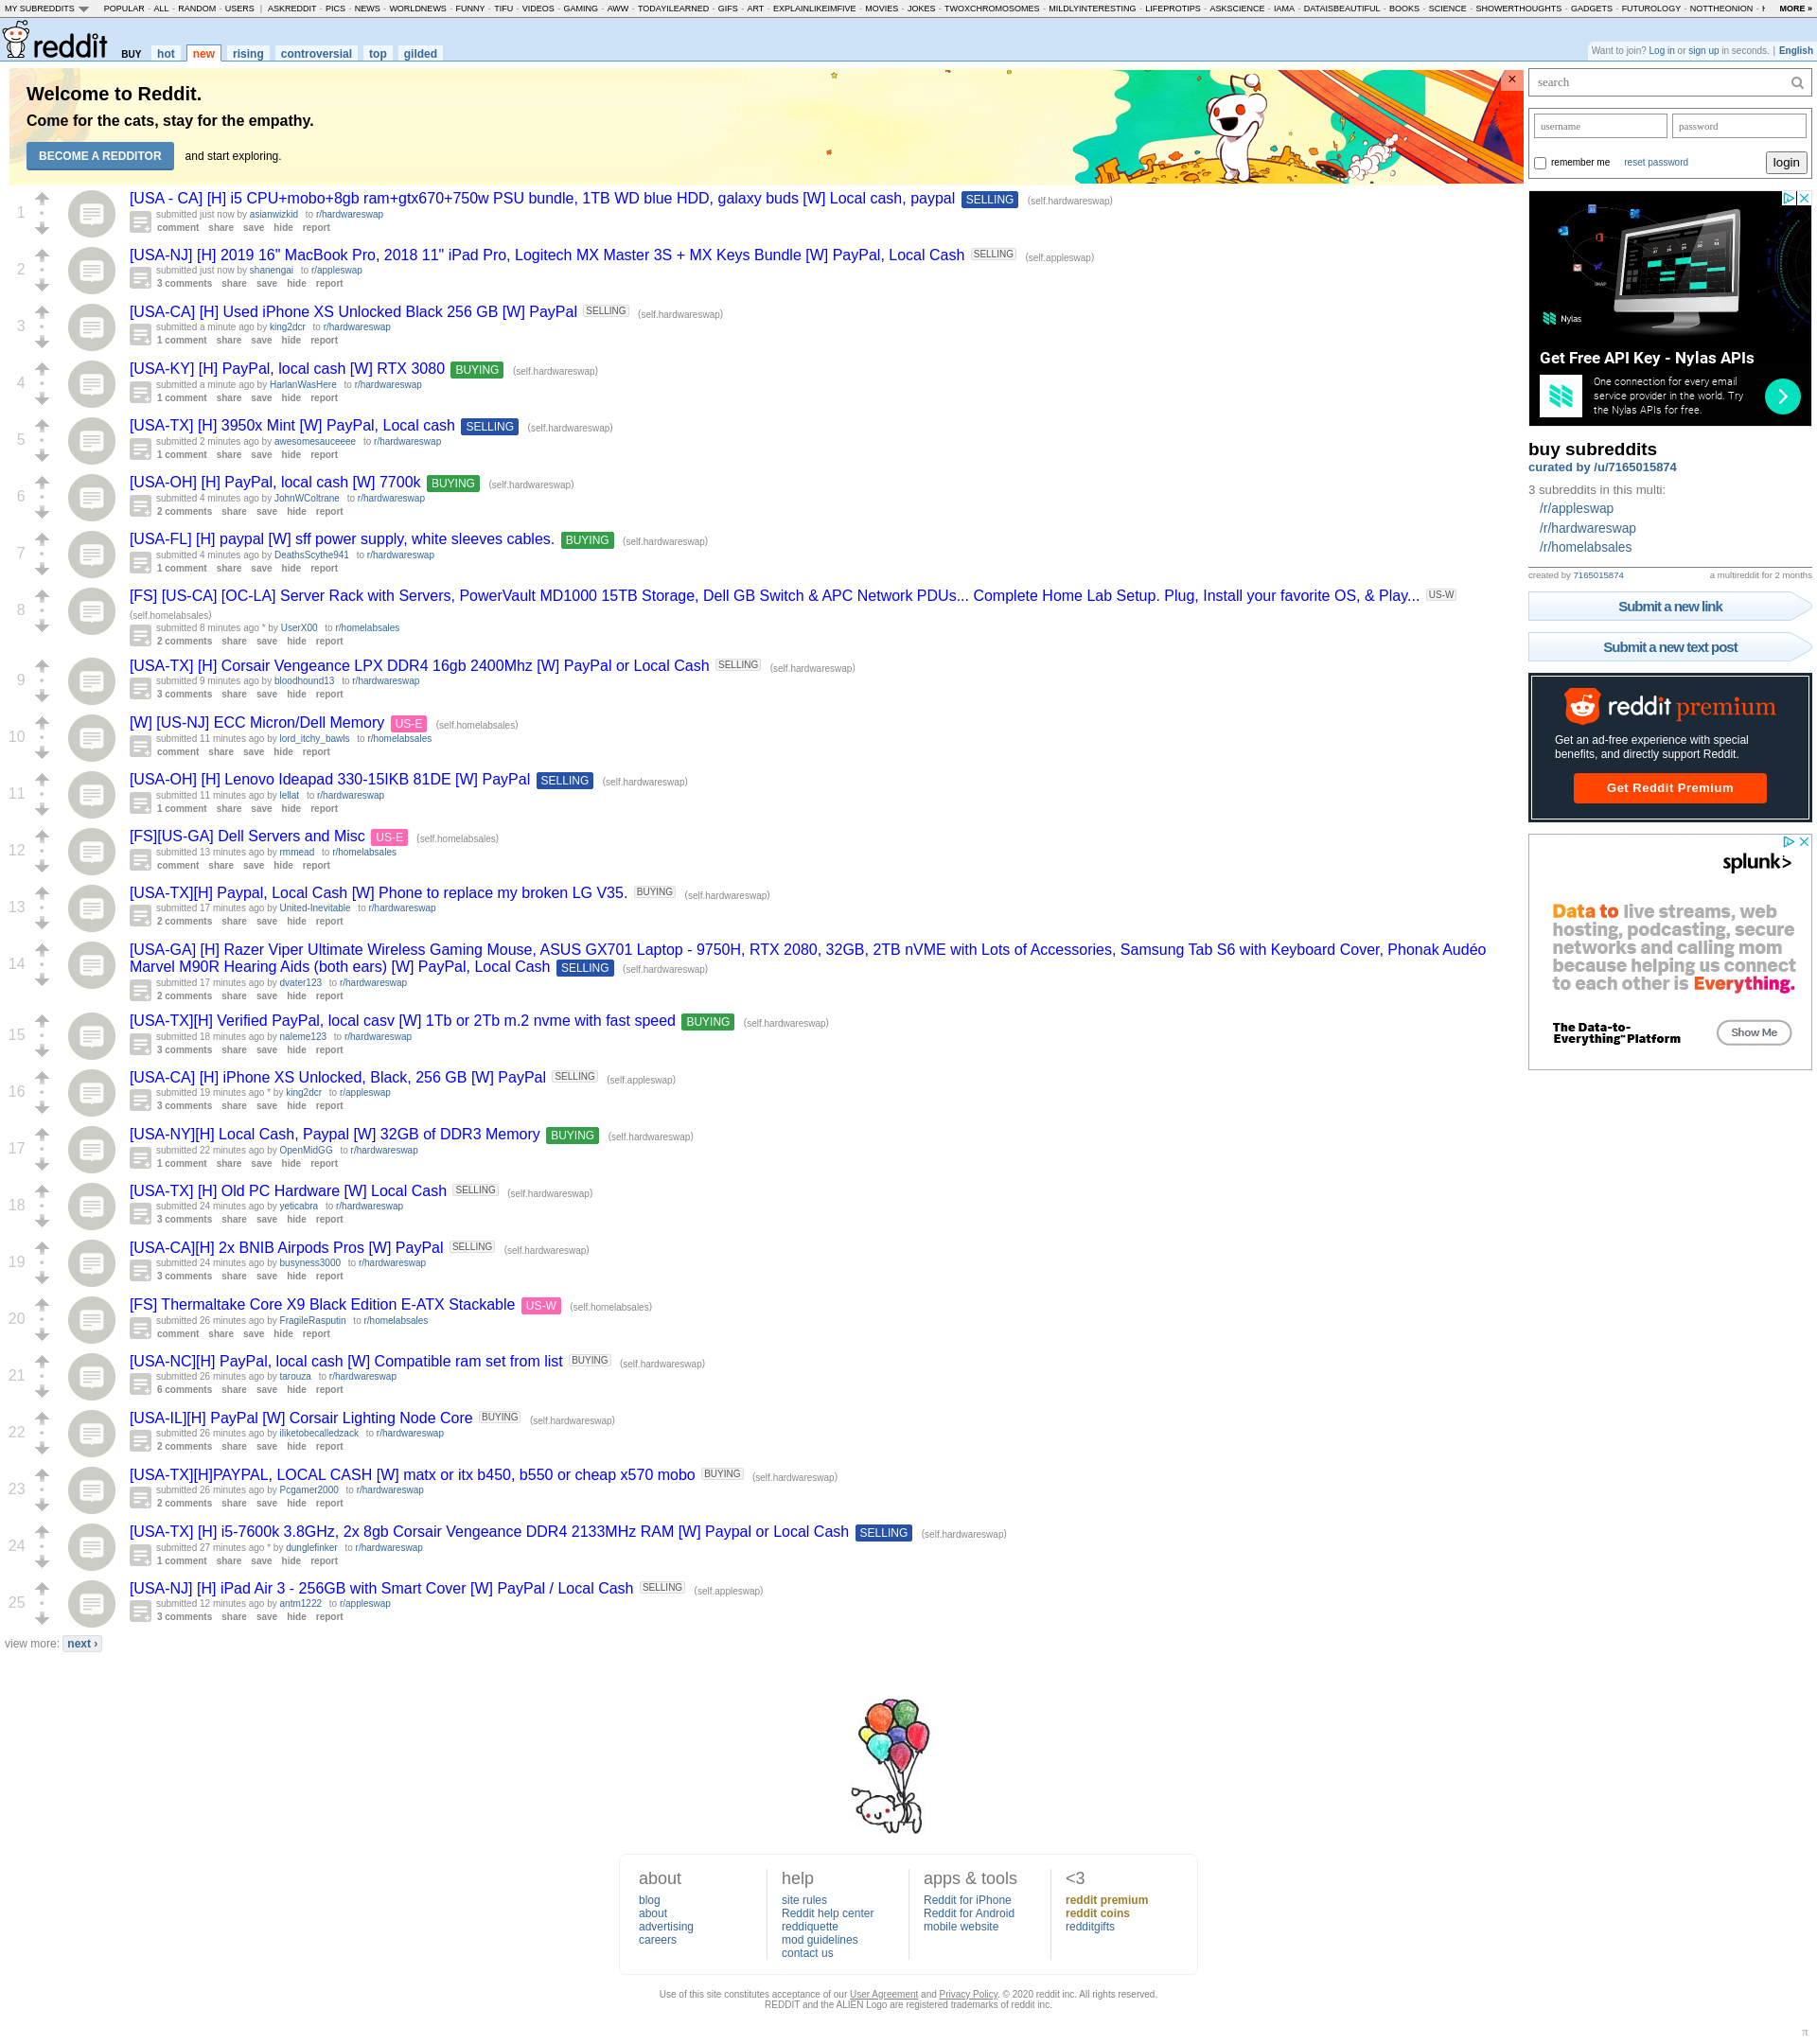 MY SUBREDDITS POPULAR - ALL - RANDOM - USERS | ASKREDDIT - PICS - NEWS - WORLDNEWS - FUNNY - TIFU - VIDEOS - GAMING - AWW - TODAYILEARNED - GIFS - ART - EXPLAINLIKEIMFIVE - MOVIES - JOKES - TWOXCHROMOSOMES - MILDLYINTERESTING - LIFEPROTIPS - ASKSCIENCE - IAMA - DATAISBEAUTIFUL - BOOKS - SCIENCE - SHOWERTHOUGHTS - GADGETS - FUTUROLOGY - NOTTHEONION - MORE »
reddit BUY hot new rising controversial top gilded
Want to join? Log in or sign up in seconds. | English
Welcome to Reddit.
Come for the cats, stay for the empathy.
BECOME A REDDITOR and start exploring.
1
[USA - CA] [H] i5 CPU+mobo+8gb ram+gtx670+750w PSU bundle, 1TB WD blue HDD, galaxy buds [W] Local cash, paypal SELLING (self.hardwareswap)
submitted just now by asianwizkid to r/hardwareswap
comment share save hide report
2
[USA-NJ] [H] 2019 16" MacBook Pro, 2018 11" iPad Pro, Logitech MX Master 3S + MX Keys Bundle [W] PayPal, Local Cash SELLING (self.appleswap)
submitted just now by shanengai to r/appleswap
3 comments share save hide report
3
[USA-CA] [H] Used iPhone XS Unlocked Black 256 GB [W] PayPal SELLING (self.hardwareswap)
submitted a minute ago by king2dcr to r/hardwareswap
1 comment share save hide report
4
[USA-KY] [H] PayPal, local cash [W] RTX 3080 BUYING (self.hardwareswap)
submitted a minute ago by HarlanWasHere to r/hardwareswap
1 comment share save hide report
5
[USA-TX] [H] 3950x Mint [W] PayPal, Local cash SELLING (self.hardwareswap)
submitted 2 minutes ago by awesomesauceeee to r/hardwareswap
1 comment share save hide report
6
[USA-OH] [H] PayPal, local cash [W] 7700k BUYING (self.hardwareswap)
submitted 4 minutes ago by JohnWColtrane to r/hardwareswap
2 comments share save hide report
7
[USA-FL] [H] paypal [W] sff power supply, white sleeves cables. BUYING (self.hardwareswap)
submitted 4 minutes ago by DeathsScythe941 to r/hardwareswap
1 comment share save hide report
8
[FS] [US-CA] [OC-LA] Server Rack with Servers, PowerVault MD1000 15TB Storage, Dell GB Switch & APC Network PDUs... Complete Home Lab Setup. Plug, Install your favorite OS, & Play... US-W
(self.homelabsales)
submitted 8 minutes ago * by UserX00 to r/homelabsales
2 comments share save hide report
9
[USA-TX] [H] Corsair Vengeance LPX DDR4 16gb 2400Mhz [W] PayPal or Local Cash SELLING (self.hardwareswap)
submitted 9 minutes ago by bloodhound13 to r/hardwareswap
3 comments share save hide report
10
[W] [US-NJ] ECC Micron/Dell Memory US-E (self.homelabsales)
submitted 11 minutes ago by lord_itchy_bawls to r/homelabsales
comment share save hide report
11
[USA-OH] [H] Lenovo Ideapad 330-15IKB 81DE [W] PayPal SELLING (self.hardwareswap)
submitted 11 minutes ago by lellat to r/hardwareswap
1 comment share save hide report
12
[FS][US-GA] Dell Servers and Misc US-E (self.homelabsales)
submitted 13 minutes ago by rmmead to r/homelabsales
comment share save hide report
13
[USA-TX][H] Paypal, Local Cash [W] Phone to replace my broken LG V35. BUYING (self.hardwareswap)
submitted 17 minutes ago by United-Inevitable to r/hardwareswap
2 comments share save hide report
14
[USA-GA] [H] Razer Viper Ultimate Wireless Gaming Mouse, ASUS GX701 Laptop - 9750H, RTX 2080, 32GB, 2TB nVME with Lots of Accessories, Samsung Tab S6 with Keyboard Cover, Phonak Audéo
Marvel M90R Hearing Aids (both ears) [W] PayPal, Local Cash SELLING (self.hardwareswap)
submitted 17 minutes ago by dvater123 to r/hardwareswap
2 comments share save hide report
15
[USA-TX][H] Verified PayPal, local casv [W] 1Tb or 2Tb m.2 nvme with fast speed BUYING (self.hardwareswap)
submitted 18 minutes ago by naleme123 to r/hardwareswap
3 comments share save hide report
16
[USA-CA] [H] iPhone XS Unlocked, Black, 256 GB [W] PayPal SELLING (self.appleswap)
submitted 19 minutes ago * by king2dcr to r/appleswap
3 comments share save hide report
17
[USA-NY][H] Local Cash, Paypal [W] 32GB of DDR3 Memory BUYING (self.hardwareswap)
submitted 22 minutes ago by OpenMidGG to r/hardwareswap
1 comment share save hide report
18
[USA-TX] [H] Old PC Hardware [W] Local Cash SELLING (self.hardwareswap)
submitted 24 minutes ago by yeticabra to r/hardwareswap
3 comments share save hide report
19
[USA-CA][H] 2x BNIB Airpods Pros [W] PayPal SELLING (self.hardwareswap)
submitted 24 minutes ago by busyness3000 to r/hardwareswap
3 comments share save hide report
20
[FS] Thermaltake Core X9 Black Edition E-ATX Stackable US-W (self.homelabsales)
submitted 26 minutes ago by FragileRasputin to r/homelabsales
comment share save hide report
21
[USA-NC][H] PayPal, local cash [W] Compatible ram set from list BUYING (self.hardwareswap)
submitted 26 minutes ago by tarouza to r/hardwareswap
6 comments share save hide report
22
[USA-IL][H] PayPal [W] Corsair Lighting Node Core BUYING (self.hardwareswap)
submitted 26 minutes ago by iliketobecalledzack to r/hardwareswap
2 comments share save hide report
23
[USA-TX][H]PAYPAL, LOCAL CASH [W] matx or itx b450, b550 or cheap x570 mobo BUYING (self.hardwareswap)
submitted 26 minutes ago by Pcgamer2000 to r/hardwareswap
2 comments share save hide report
24
[USA-TX] [H] i5-7600k 3.8GHz, 2x 8gb Corsair Vengeance DDR4 2133MHz RAM [W] Paypal or Local Cash SELLING (self.hardwareswap)
submitted 27 minutes ago * by dunglefinker to r/hardwareswap
1 comment share save hide report
25
[USA-NJ] [H] iPad Air 3 - 256GB with Smart Cover [W] PayPal / Local Cash SELLING (self.appleswap)
submitted 12 minutes ago by antm1222 to r/appleswap
3 comments share save hide report
view more: next ›
search
username password
remember me reset password login
Nylas
Get Free API Key - Nylas APIs
One connection for every email
service provider in the world. Try
the Nylas APIs for free.
buy subreddits
curated by /u/7165015874
3 subreddits in this multi:
/r/appleswap
/r/hardwareswap
/r/homelabsales
created by 7165015874 a multireddit for 2 months
Submit a new link
Submit a new text post
reddit premium
Get an ad-free experience with special
benefits, and directly support Reddit.
Get Reddit Premium
splunk>
Data to live streams, web
hosting, podcasting, secure
networks and calling mom
because helping us connect
to each other is Everything.
The Data-to-
Everything™ Platform
Show Me
about
blog
about
advertising
careers
help
site rules
Reddit help center
reddiquette
mod guidelines
contact us
apps & tools
Reddit for iPhone
Reddit for Android
mobile website
<3
reddit premium
reddit coins
redditgifts
Use of this site constitutes acceptance of our User Agreement and Privacy Policy. © 2020 reddit inc. All rights reserved.
REDDIT and the ALIEN Logo are registered trademarks of reddit inc.
π